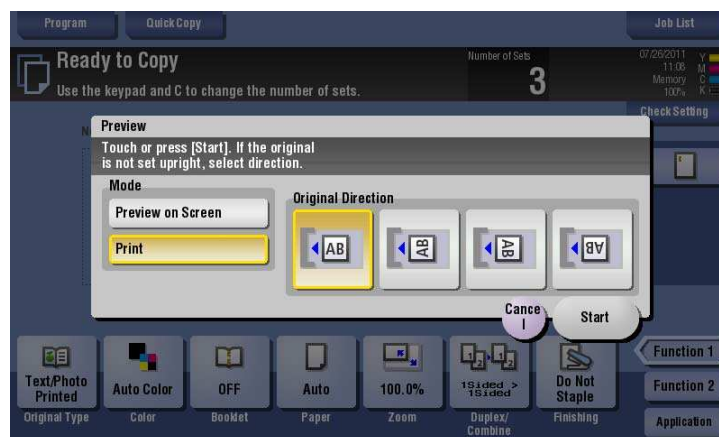 Program
Quick Copy
Job List
Ready to Copy
Use the keypad and C to change the number of sets.
Number of Sets
3
07/26/2011
11:06
Memory
100%
Y
M
C
K
Check Setting
Preview
Touch or press [Start]. If the original
is not set upright, select direction.
Mode
Preview on Screen
Print
Original Direction
AB
AB
AB
AB
Cance
l
Start
Text/Photo
Printed
Auto Color
OFF
Auto
100.0%
1Sided >
1Sided
Do Not
Staple
Original Type
Color
Booklet
Paper
Zoom
Duplex/
Combine
Finishing
Function 1
Function 2
Application